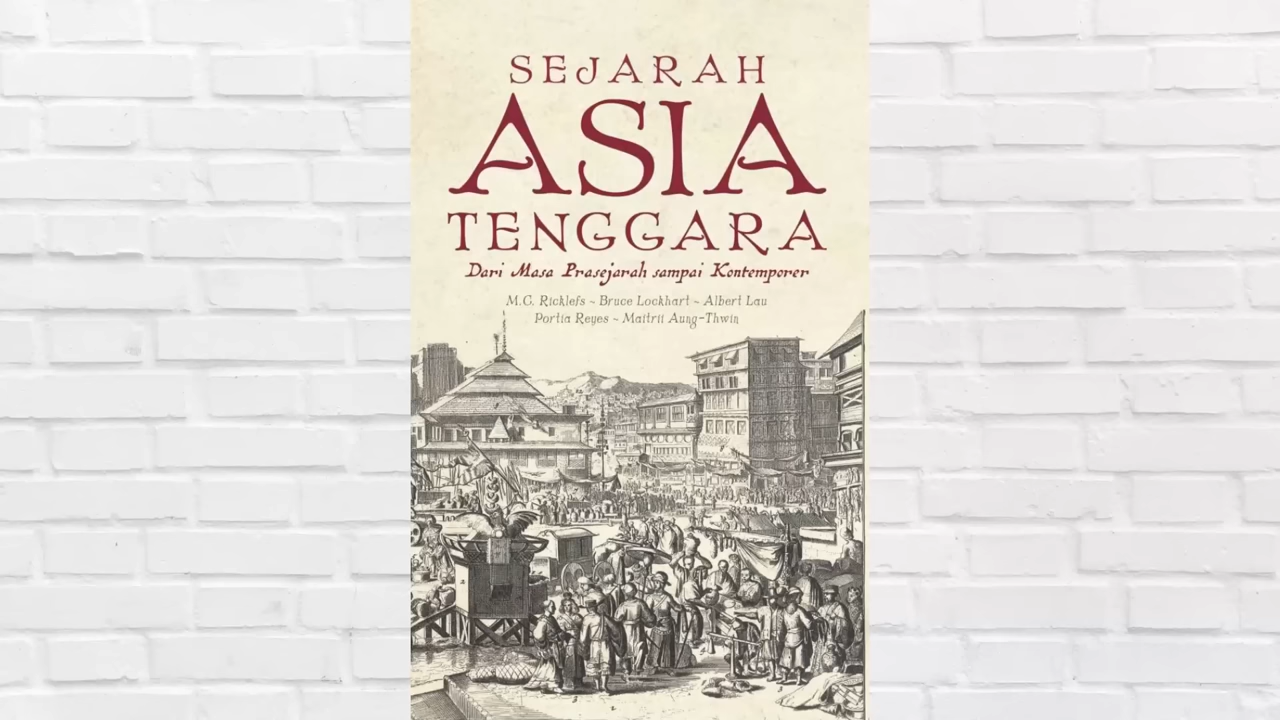 SEJARAH
ASIA
TENGGARA
Dari Masa Prasejarah sampai Kontemporer
M.C. Ricklefs ~ Bruce Lockhart ~ Albert Lau
Portia Reyes ~ Maitrii Aung-Thwin